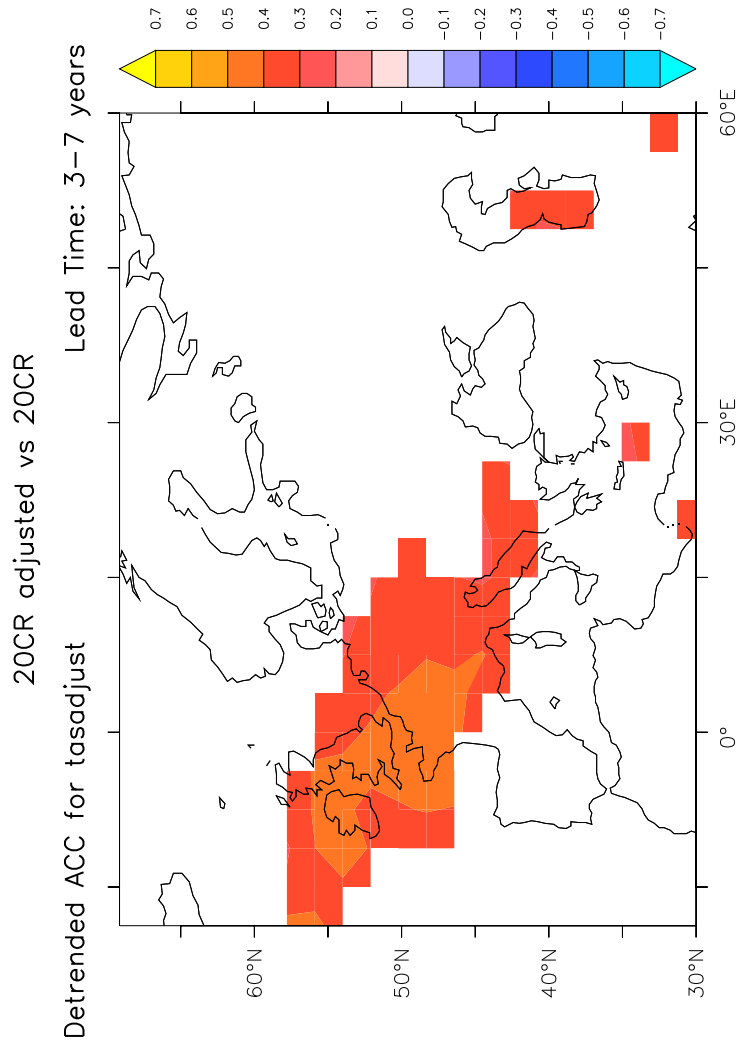 20CR adjusted vs 20CR
Detrended ACC for tasadjust
Lead Time: 3-7 years
0.7
0.6
0.5
0.4
0.3
0.2
0.1
0.0
-0.1
-0.2
-0.3
-0.4
-0.5
-0.6
-0.7
60°N
50°N
40°N
30°N
0°
30°E
60°E